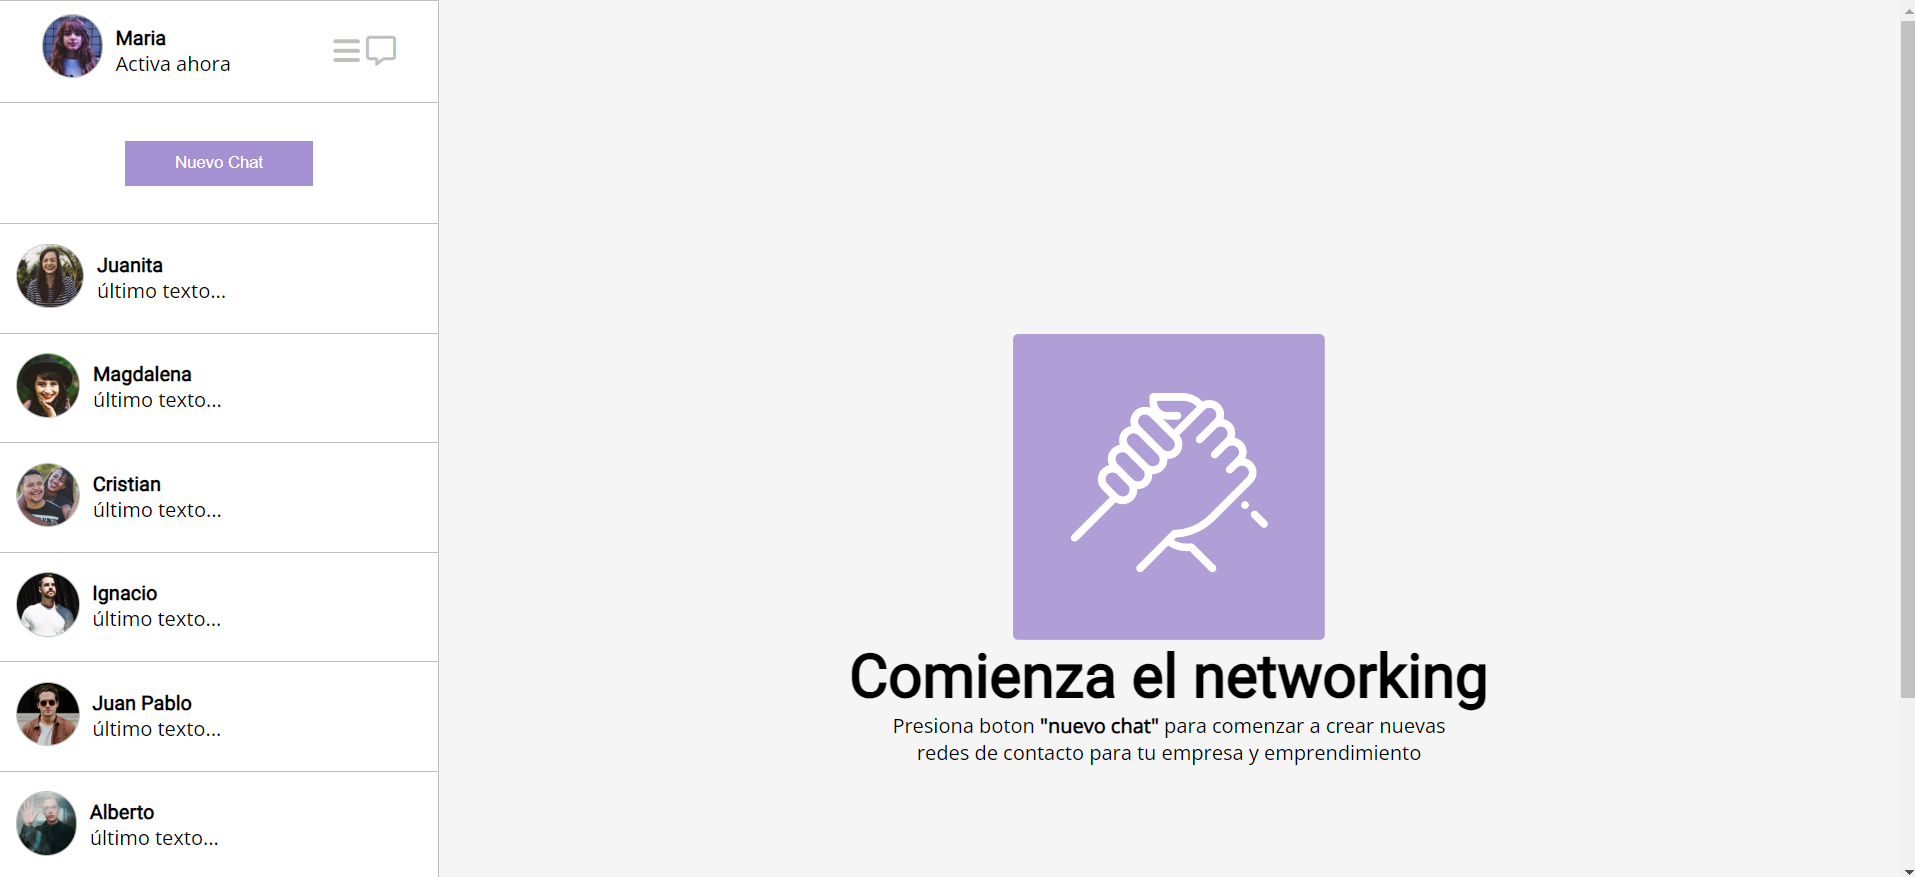 Maria
Activa ahora
Nuevo Chat
Juanita
último texto...
Magdalena
último texto...
Cristian
último texto...
Ignacio
último texto...
Juan Pablo
último texto...
Alberto
último texto...
Comienza el networking
Presiona boton "nuevo chat" para comenzar a crear nuevas
redes de contacto para tu empresa y emprendimiento